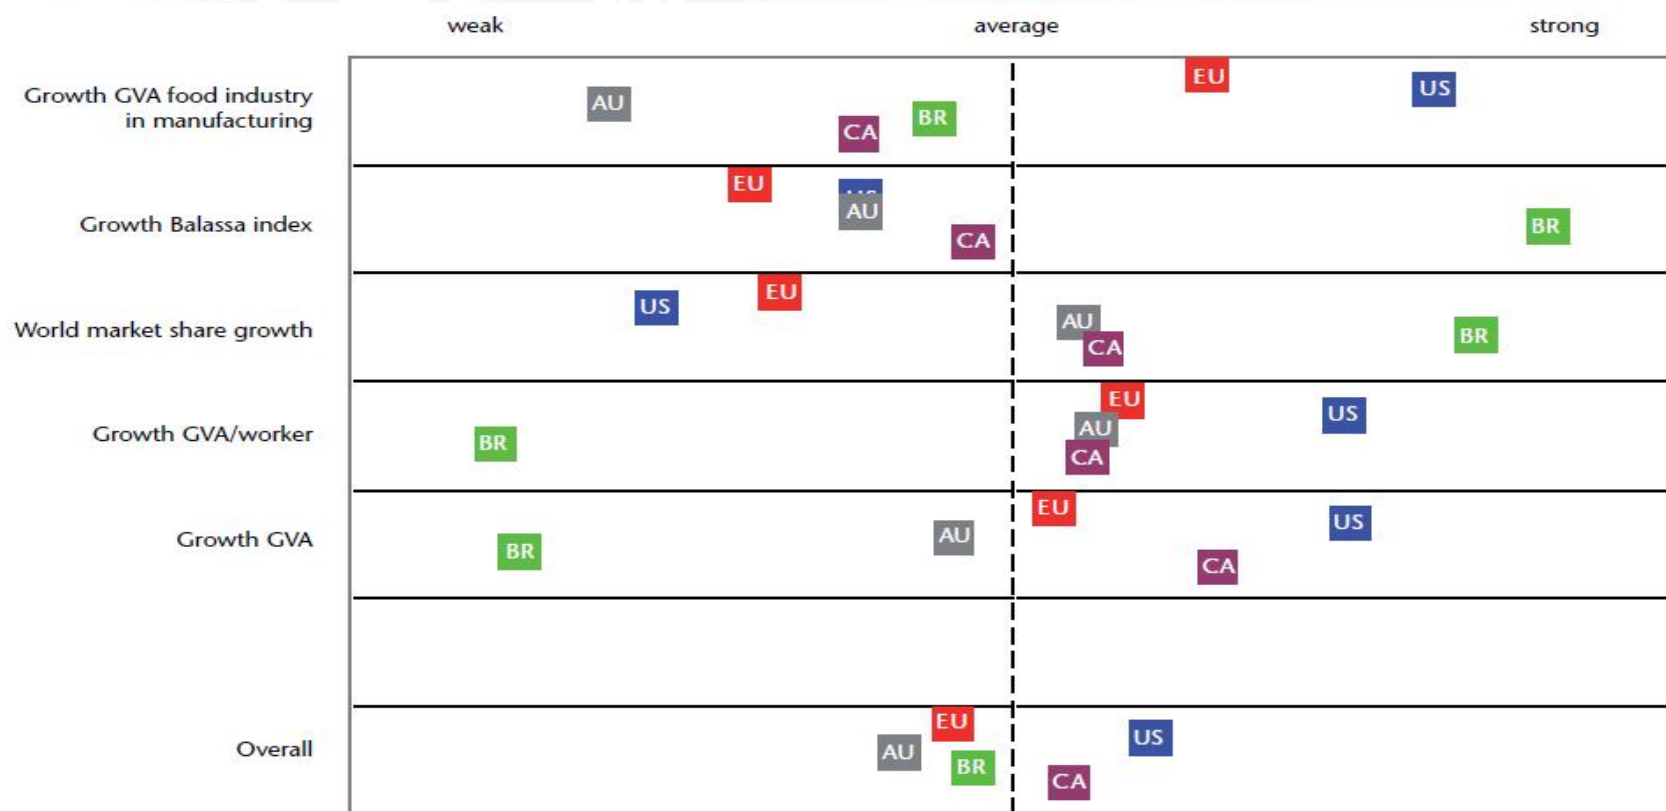 weak average strong
Growth GVA food industry
in manufacturing
EU
US
AU
BR
CA
Growth Balassa index
EU
AU
BR
CA
World market share growth
EU
US
AU
BR
CA
Growth GVA/worker
EU
US
AU
BR
CA
Growth GVA
EU
US
AU
BR
CA
Overall
EU
US
AU
BR
CA